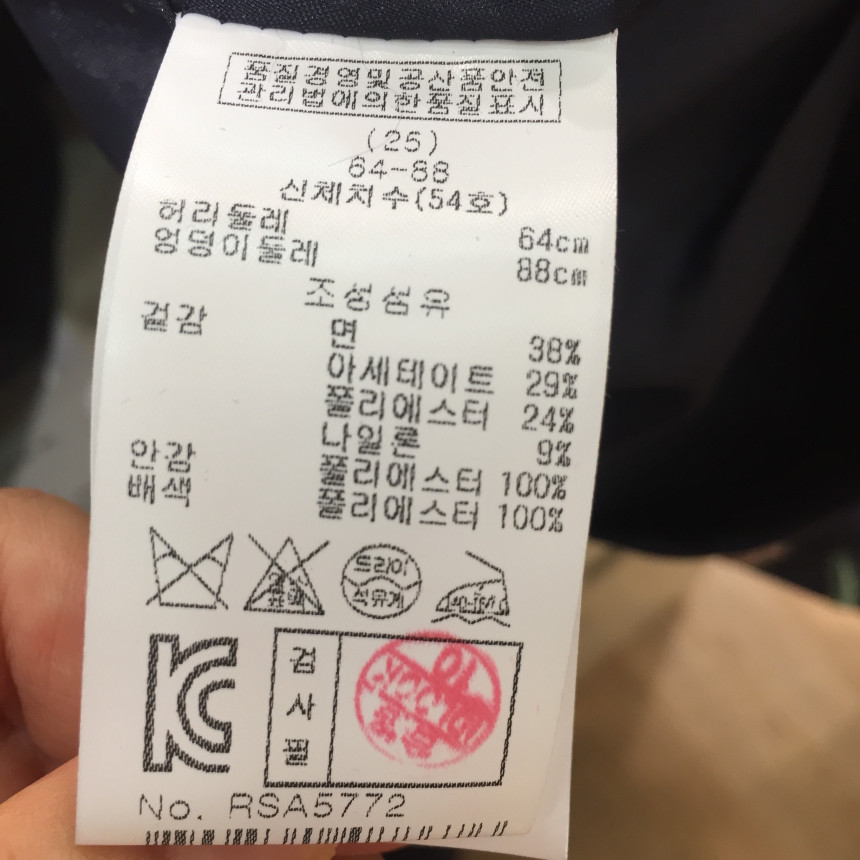 품질경영및공산품안전
관리법에의한품질표시
(25)
64-88
신체치수(54호)
허리둘레 64cm
엉덩이둘레 88cm
조성섬유
겉감 면 38%
아세테이트 29%
폴리에스터 24%
나일론 9%
안감 폴리에스터 100%
배색 폴리에스터 100%
드라이
석유계
검사필
No. RSA5772